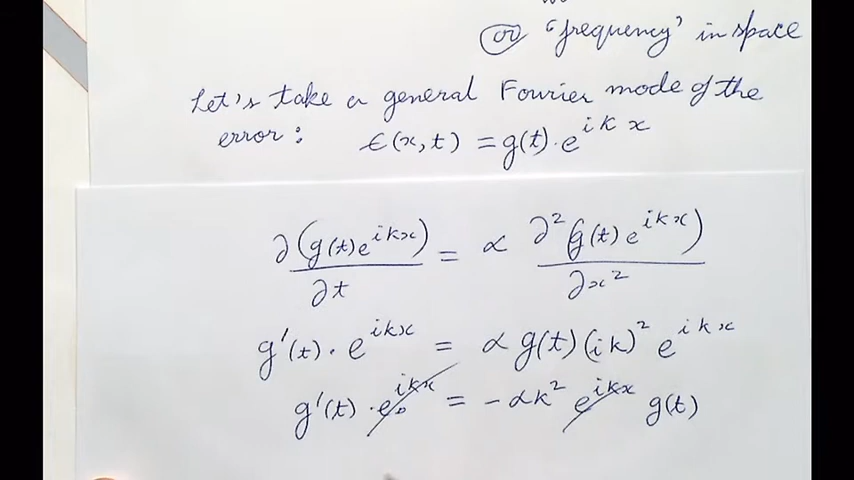 (or) "frequency" in space
Let's take a general Fourier mode of the
error: ϵ(x,t) = g(t)·e^{ikx}
∂(g(t)e^{ikx})/∂t = α ∂²(g(t)e^{ikx})/∂x²
g'(t)·e^{ikx} = α g(t)(ik)² e^{ikx}
g'(t)·e^{ikx} = -αk² e^{ikx} g(t)